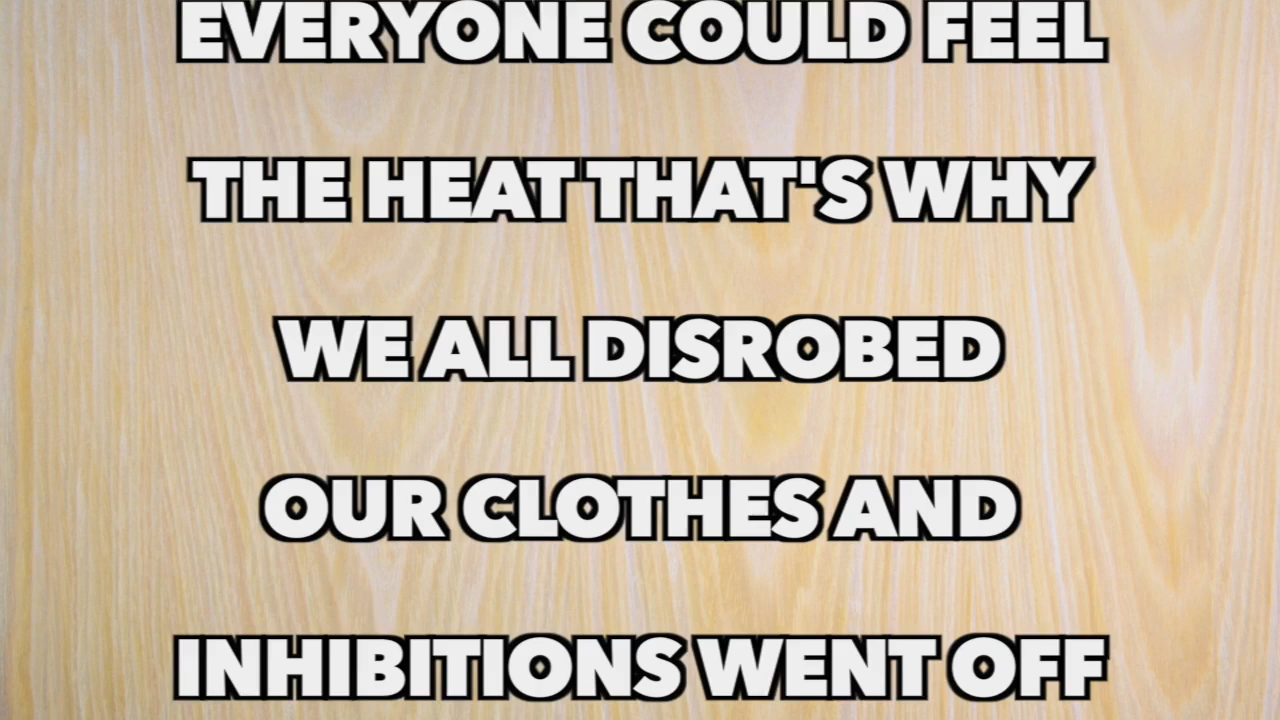 EVERYONE COULD FEEL
THE HEAT THAT'S WHY
WE ALL DISROBED
OUR CLOTHES AND
INHIBITIONS WENT OFF